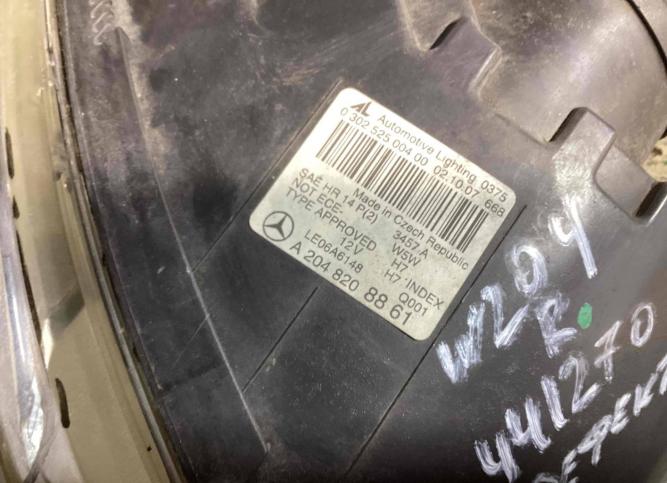 AL Automotive Lighting 0375
0 302 525 004 00 02.10.07 668
Made in Czech Republic
SAE HR 14 P(2) 3457 A
NOT ECE- W5W
TYPE APPROVED H7
12V H7 INDEX
LE06A6148 Q001
A 204 820 88 61
W204
R
441270